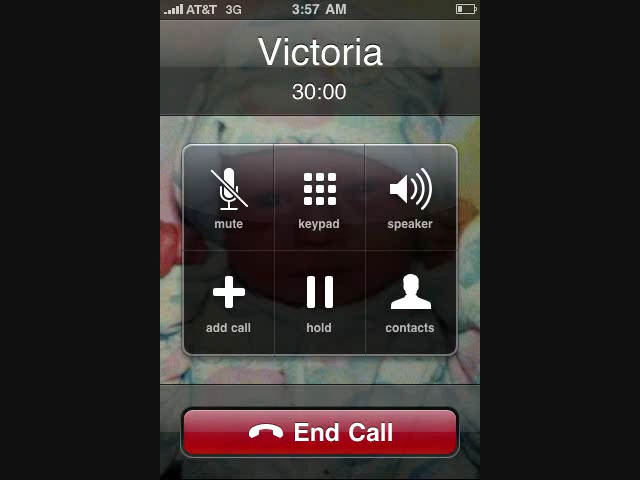 AT&T 3G 3:57 AM
Victoria
30:00
mute keypad speaker
add call hold contacts
End Call